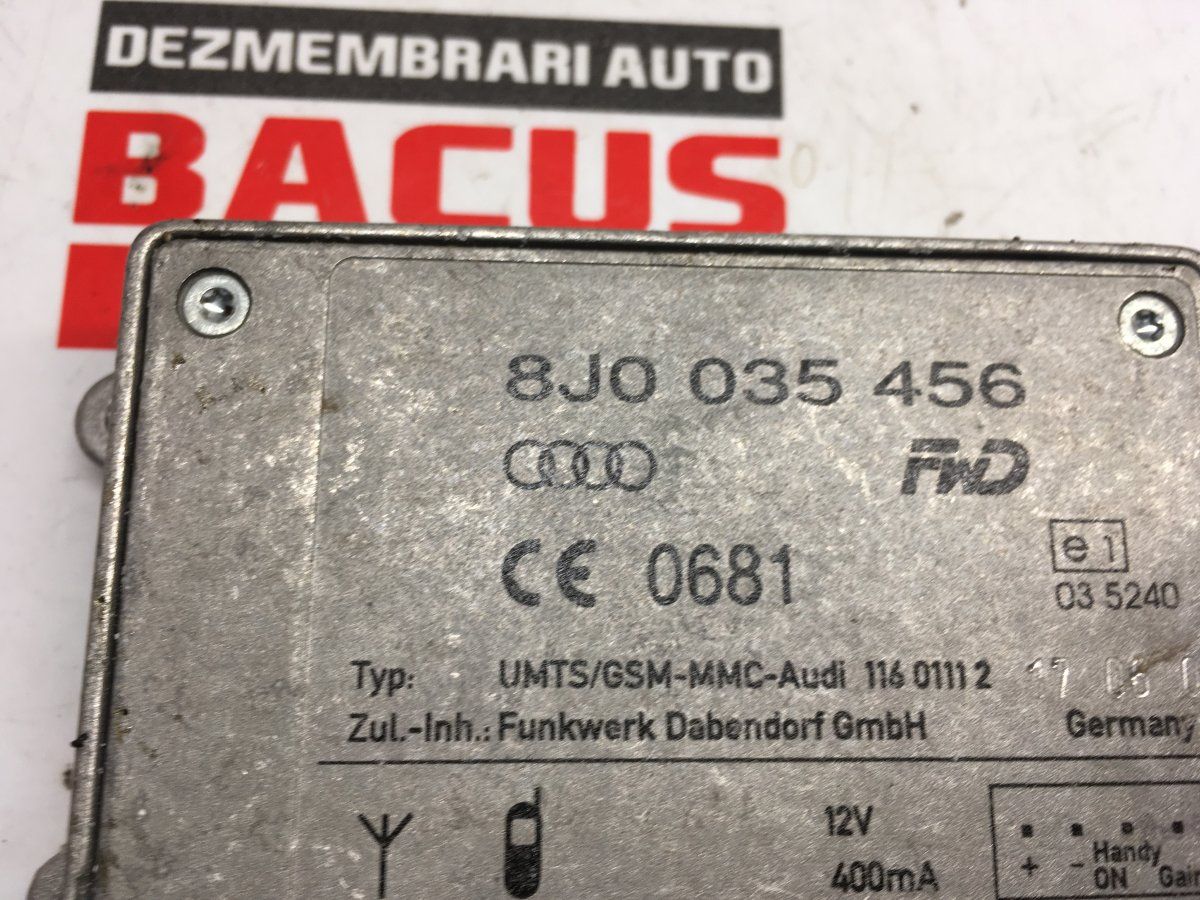 DEZMEMBRARI AUTO
BACUS
8J0 035 456
FWD
CE 0681
e1
03 5240
Typ: UMTS/GSM-MMC-Audi 116 0111 2
Zul.-Inh.: Funkwerk Dabendorf GmbH Germany
12V
400mA
+ - Handy
ON Gain